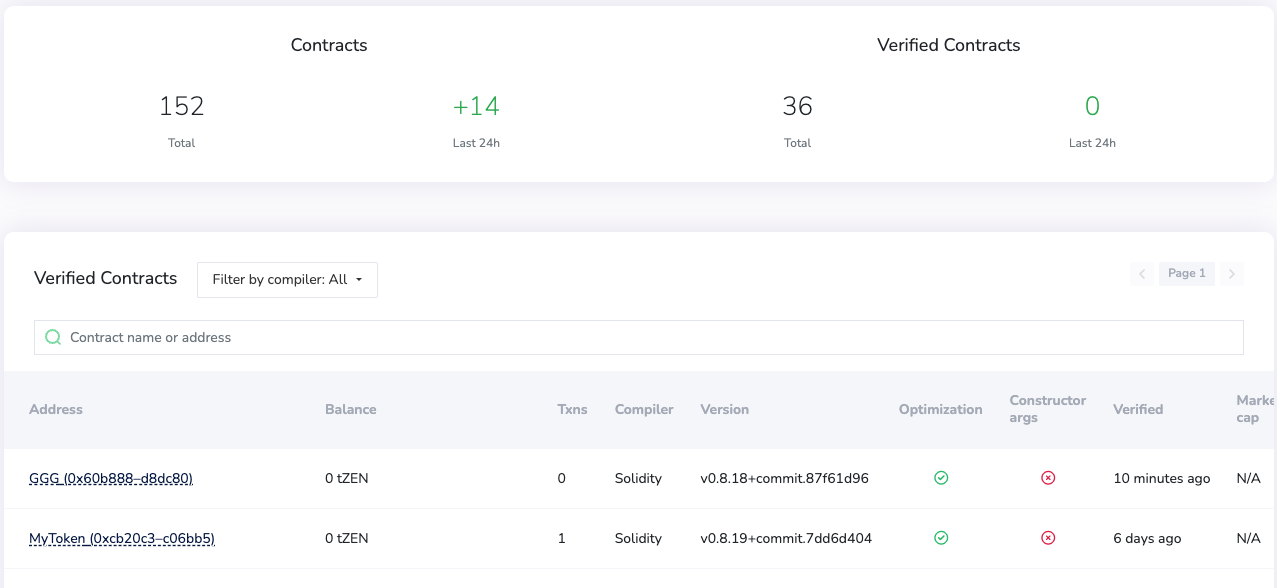 Contracts
Verified Contracts
152
+14
36
0
Total
Last 24h
Total
Last 24h
Verified Contracts
Filter by compiler: All
Page 1
Contract name or address
Address Balance Txns Compiler Version Optimization Constructor args Verified Marke cap
GGG (0x60b888–d8dc80) 0 tZEN 0 Solidity v0.8.18+commit.87f61d96 10 minutes ago N/A
MyToken (0xcb20c3–c06bb5) 0 tZEN 1 Solidity v0.8.19+commit.7dd6d404 6 days ago N/A